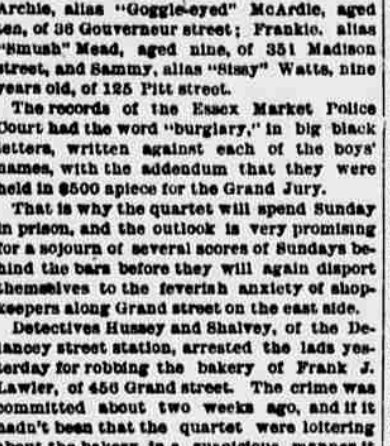 Archie, alias "Goggle-eyed" McArdle, aged
ten, of 36 Gouverneur street; Frankie, alias
"Smush" Mead, aged nine, of 351 Madison
street, and Sammy, alias "Sissy" Watts, nine
years old, of 125 Pitt street.
The records of the Essex Market Police
Court had the word "burglary," in big black
letters, written against each of the boys'
names, with the addendum that they were
held in $500 apiece for the Grand Jury.
That is why the quartet will spend Sunday
in prison, and the outlook is very promising
for a sojourn of several scores of Sundays be-
hind the bars before they will again disport
themselves to the feverish anxiety of shop-
keepers along Grand street on the east side.
Detectives Hussey and Shalvey, of the De-
lancey street station, arrested the lads yes-
terday for robbing the bakery of Frank J.
Lawler, of 456 Grand street. The crime was
committed about two weeks ago, and if it
hadn't been that the quartet were loitering
about the bakery in a suspicious manner it